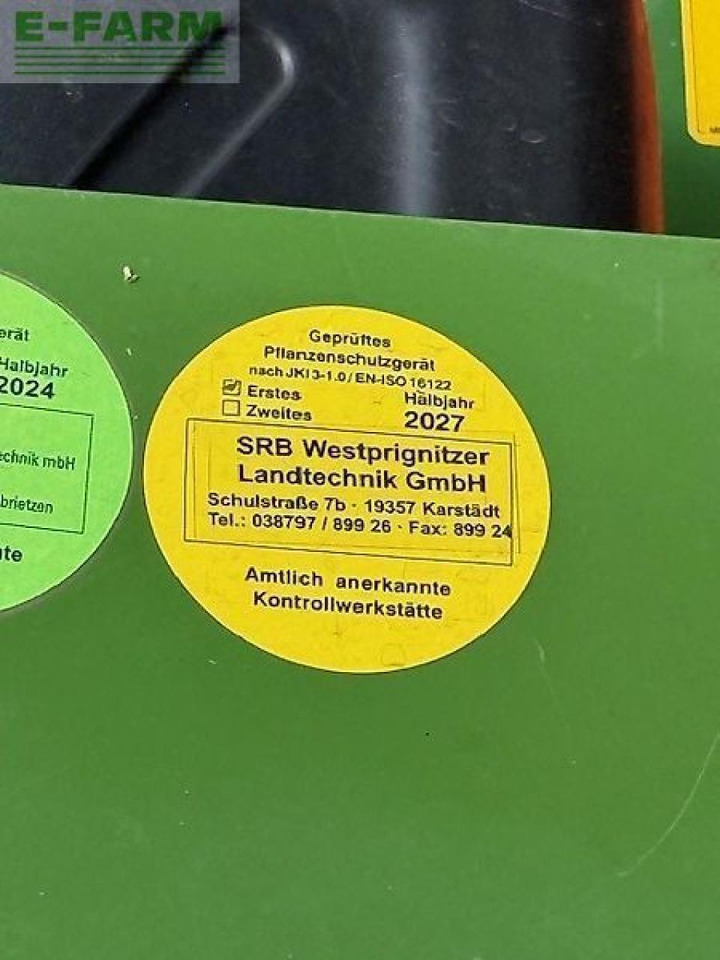 E-FARM
erät
Halbjahr
2024
echnik mbH
brietzen
te
Geprüftes
Pflanzenschutzgerät
nach JKI 3-1.0 / EN-ISO 16122
Erstes Halbjahr
Zweites 2027
SRB Westprignitzer
Landtechnik GmbH
Schulstraße 7b · 19357 Karstädt
Tel.: 038797 / 899 26 · Fax: 899 24
Amtlich anerkannte
Kontrollwerkstätte